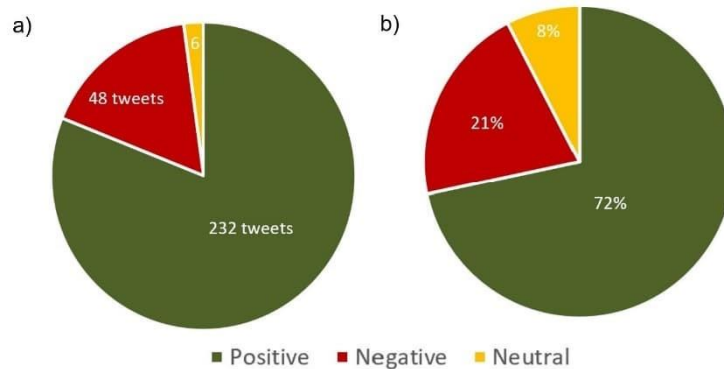 a)
6
48 tweets
232 tweets
b)
8%
21%
72%
Positive Negative Neutral